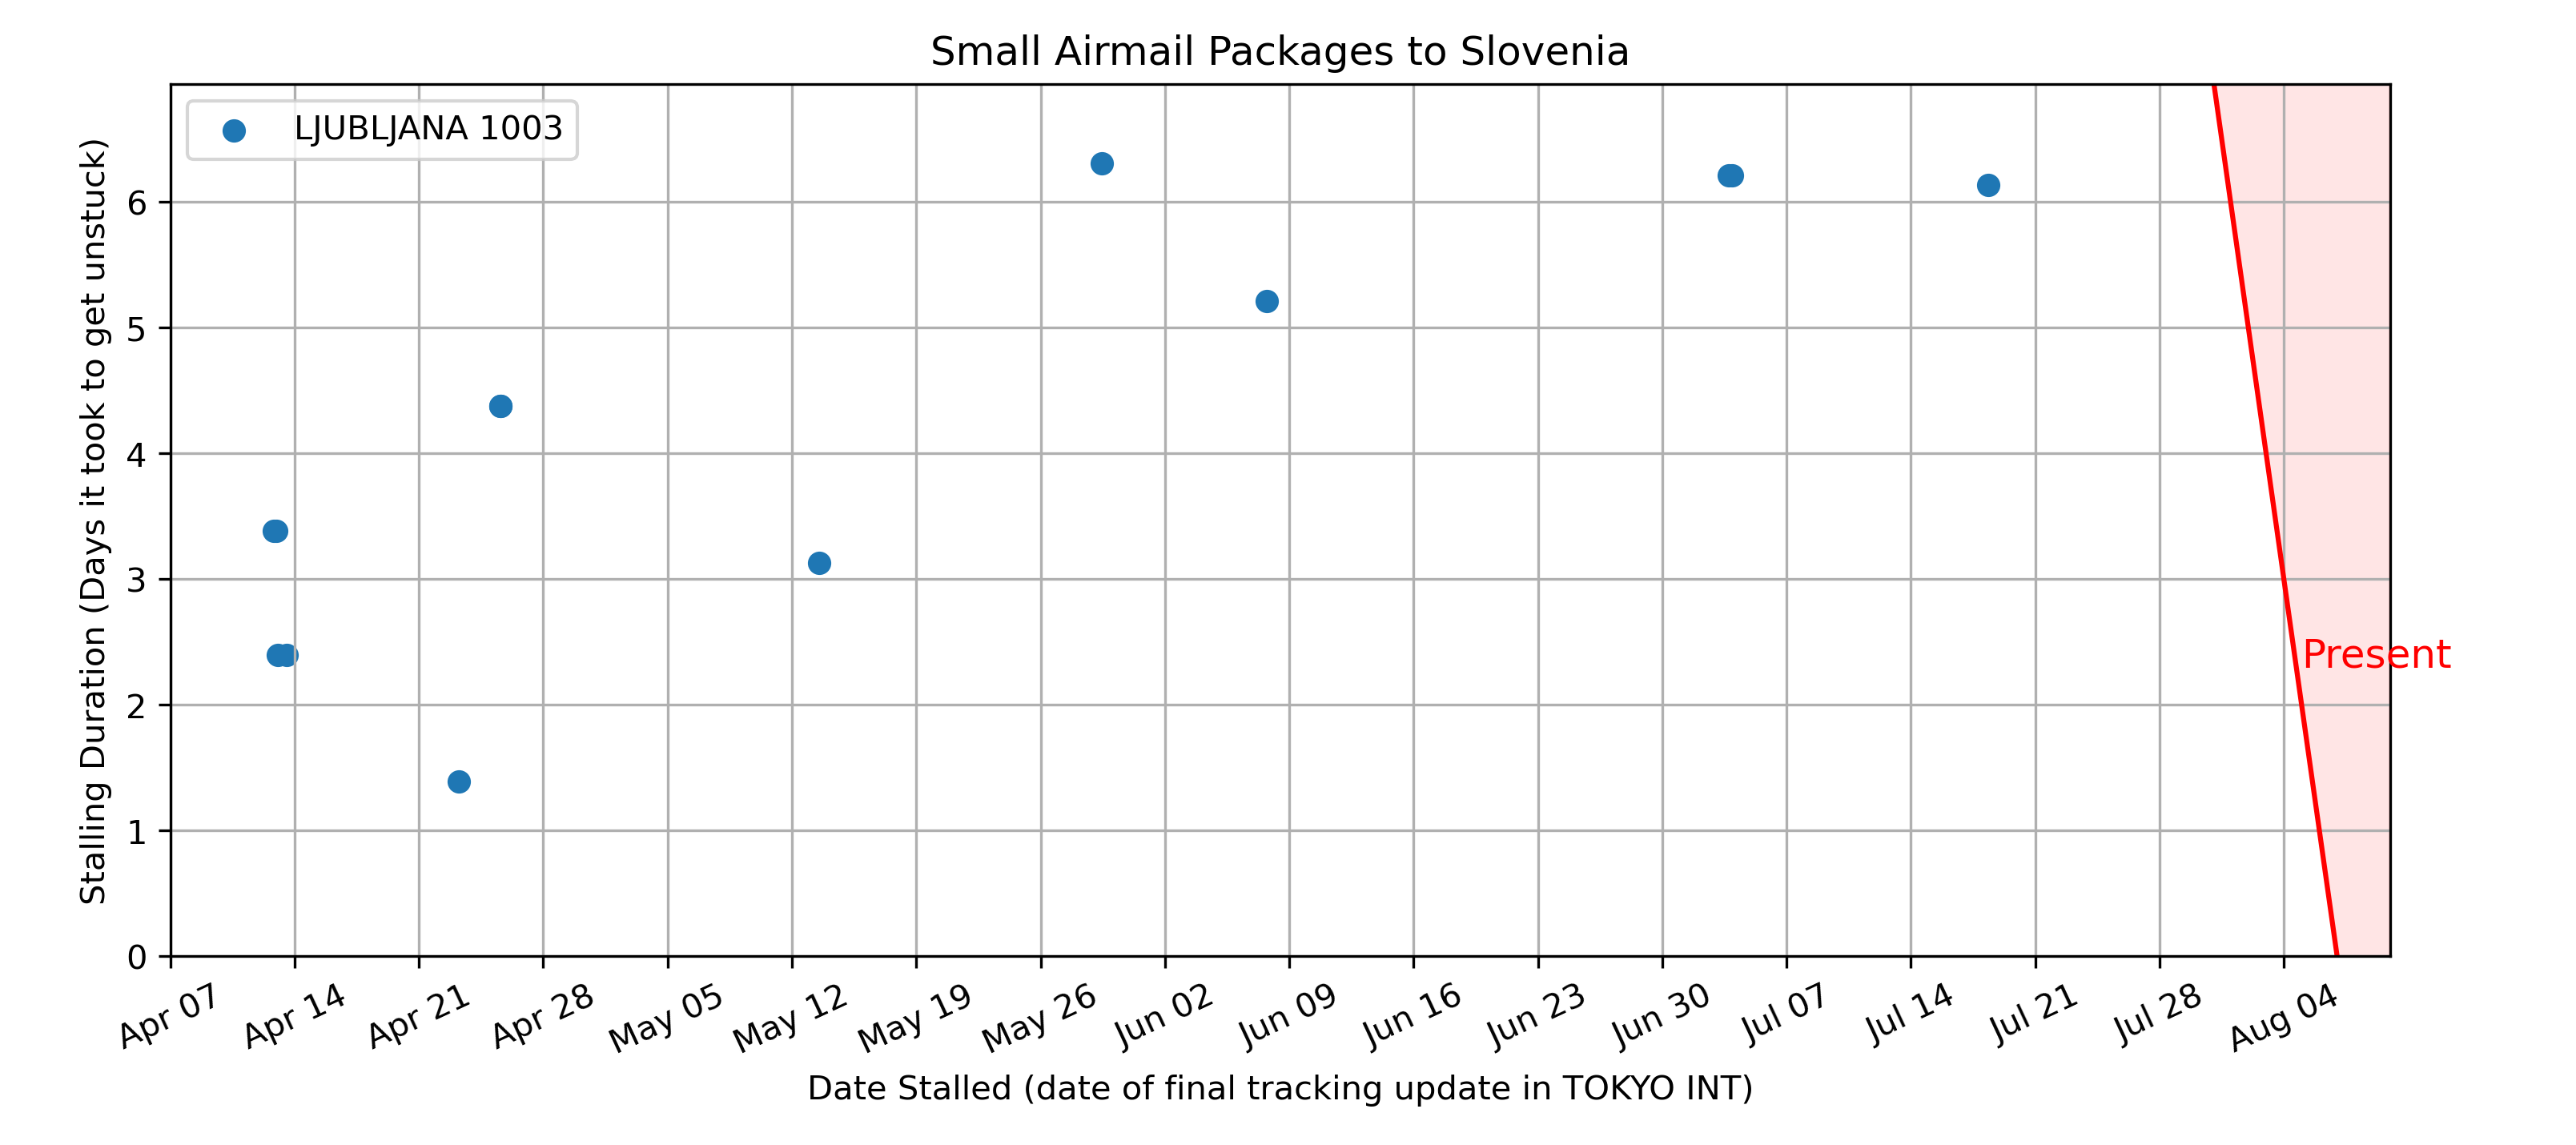 Small Airmail Packages to Slovenia
LJUBLJANA 1003
Stalling Duration (Days it took to get unstuck)
6
5
4
3
2
1
0
Present
Apr 07
Apr 14
Apr 21
Apr 28
May 05
May 12
May 19
May 26
Jun 02
Jun 09
Jun 16
Jun 23
Jun 30
Jul 07
Jul 14
Jul 21
Jul 28
Aug 04
Date Stalled (date of final tracking update in TOKYO INT)